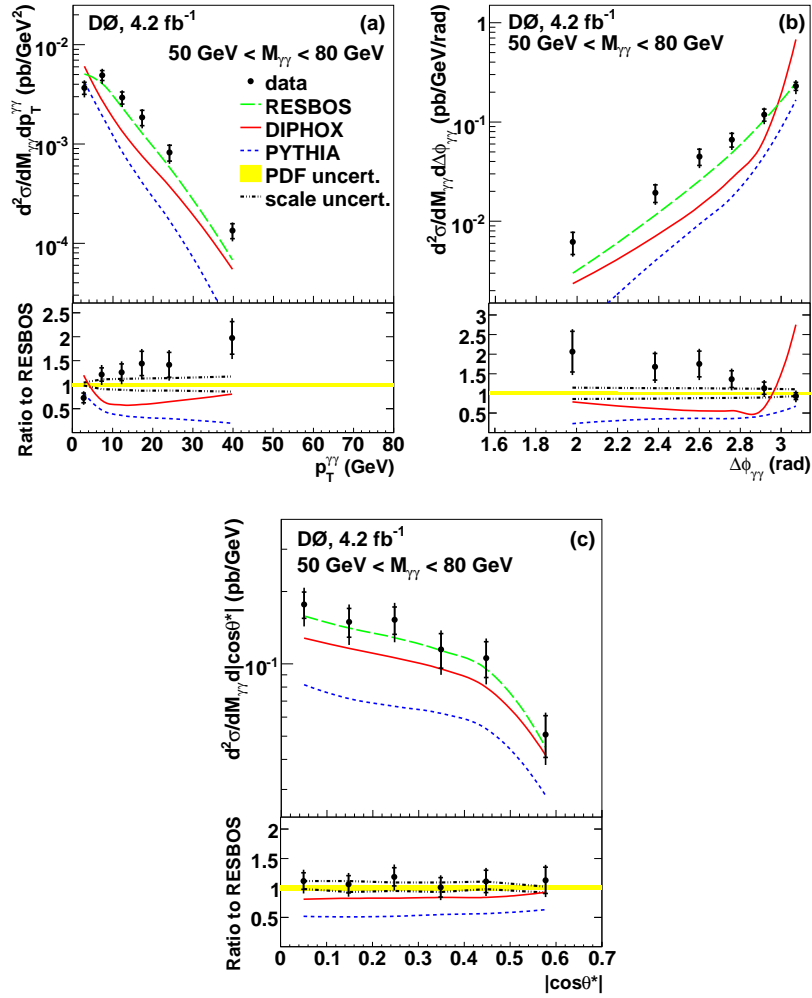 DØ, 4.2 fb⁻¹
(a)
50 GeV < Mγγ < 80 GeV
data
RESBOS
DIPHOX
PYTHIA
PDF uncert.
scale uncert.
d²σ/dMγγdp_T^γγ (pb/GeV²)
10⁻²
10⁻³
10⁻⁴
Ratio to RESBOS
2.5
2
1.5
1
0.5
0 10 20 30 40 50 60 70 80
p_T^γγ (GeV)
DØ, 4.2 fb⁻¹
(b)
50 GeV < Mγγ < 80 GeV
d²σ/dMγγdΔφγγ (pb/GeV/rad)
1
10⁻¹
10⁻²
Ratio to RESBOS
3
2.5
2
1.5
1
0.5
1.6 1.8 2 2.2 2.4 2.6 2.8 3
Δφγγ (rad)
DØ, 4.2 fb⁻¹
(c)
50 GeV < Mγγ < 80 GeV
d²σ/dMγγd|cosθ*| (pb/GeV)
10⁻¹
Ratio to RESBOS
2
1.5
1
0.5
0 0.1 0.2 0.3 0.4 0.5 0.6 0.7
|cosθ*|